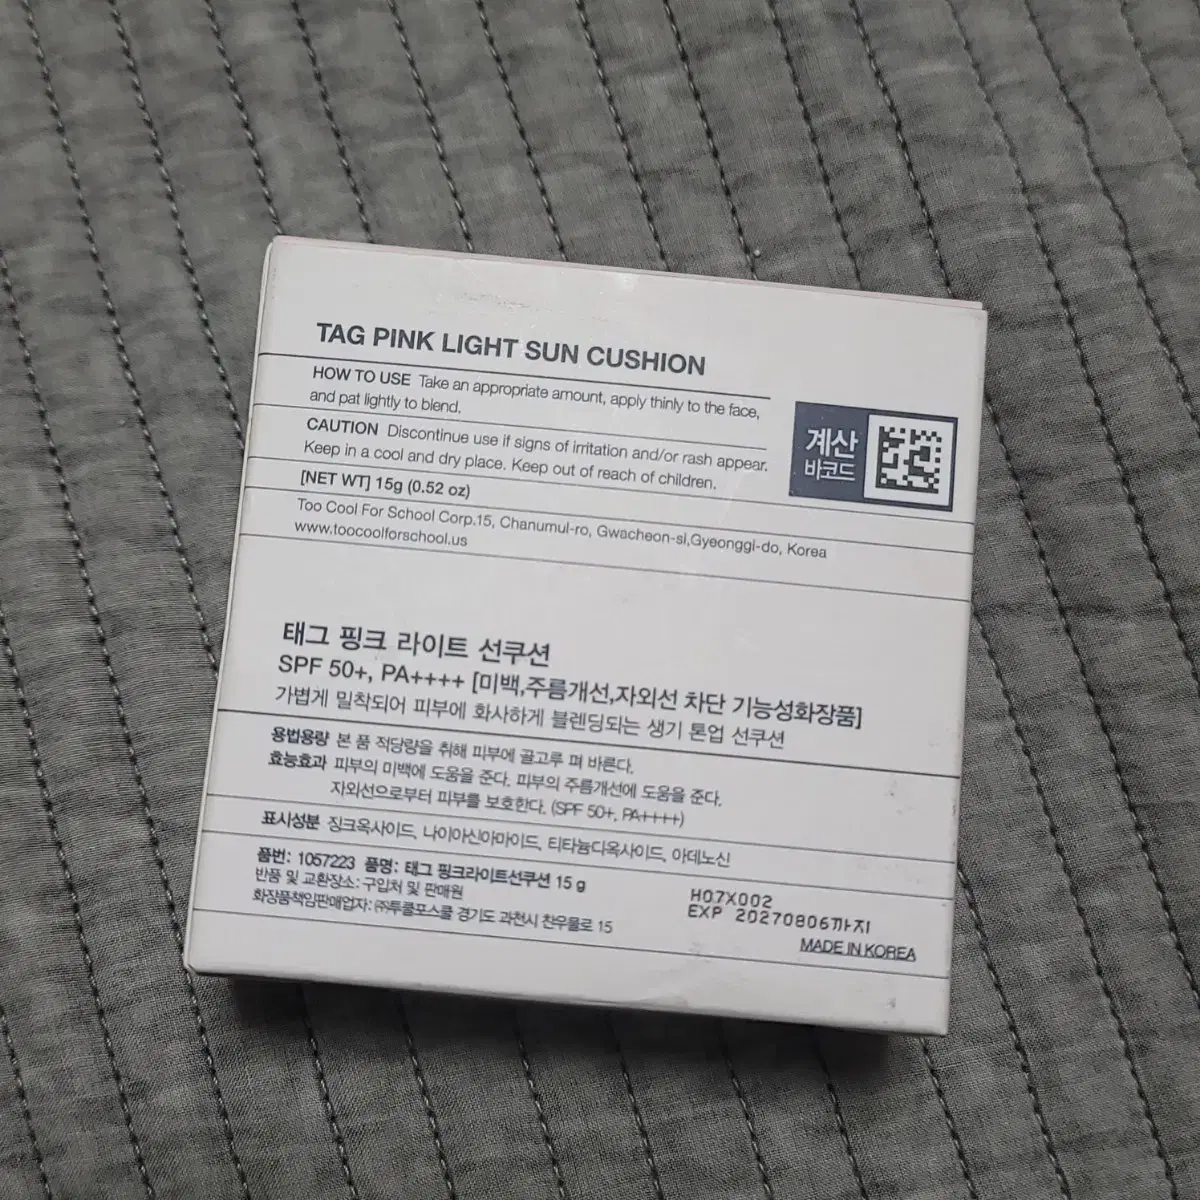 TAG PINK LIGHT SUN CUSHION
HOW TO USE Take an appropriate amount, apply thinly to the face,
and pat lightly to blend.
CAUTION Discontinue use if signs of irritation and/or rash appear.
Keep in a cool and dry place. Keep out of reach of children.
[NET WT] 15g (0.52 oz)
Too Cool For School Corp.15, Chanumul-ro, Gwacheon-si,Gyeonggi-do, Korea
www.toocoolforschool.us
계산
바코드
태그 핑크 라이트 선쿠션
SPF 50+, PA++++ [미백,주름개선,자외선 차단 기능성화장품]
가볍게 밀착되어 피부에 화사하게 블렌딩되는 생기 톤업 선쿠션
용법용량 본 품 적당량을 취해 피부에 골고루 펴 바른다.
효능효과 피부의 미백에 도움을 준다. 피부의 주름개선에 도움을 준다.
자외선으로부터 피부를 보호한다. (SPF 50+, PA++++)
표시성분 징크옥사이드, 나이아신아마이드, 티타늄디옥사이드, 아데노신
품번: 1057223 품명: 태그 핑크라이트선쿠션 15 g
반품 및 교환장소: 구입처 및 판매원
화장품책임판매업자: ㈜투쿨포스쿨 경기도 과천시 찬우물로 15
H07X002
EXP 20270806까지
MADE IN KOREA